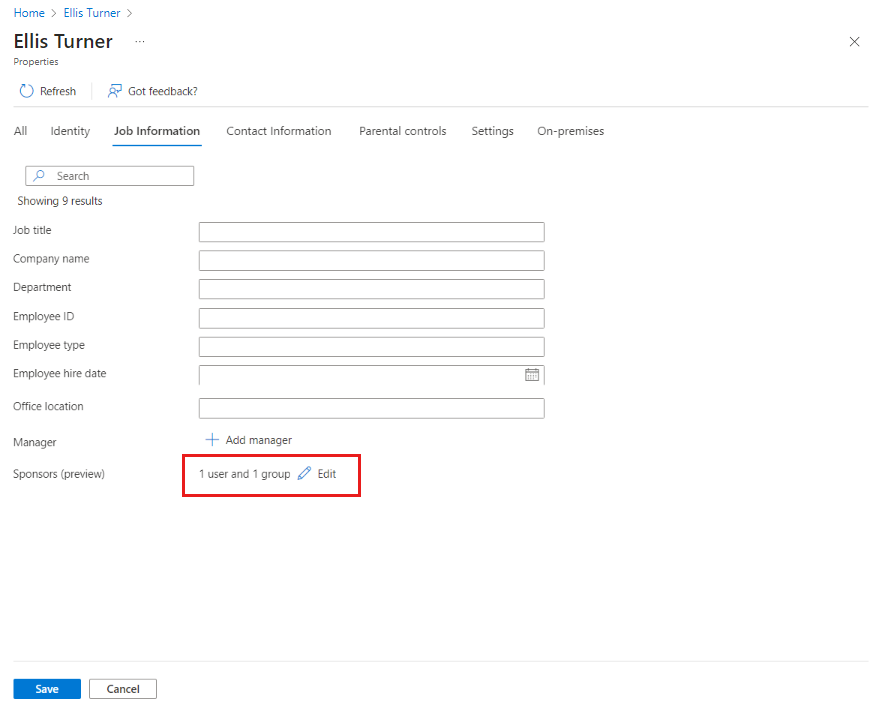 Home > Ellis Turner >
Ellis Turner ...
Properties
Refresh Got feedback?
All Identity Job Information Contact Information Parental controls Settings On-premises
Search
Showing 9 results
Job title
Company name
Department
Employee ID
Employee type
Employee hire date
Office location
Manager + Add manager
Sponsors (preview) 1 user and 1 group Edit
Save Cancel